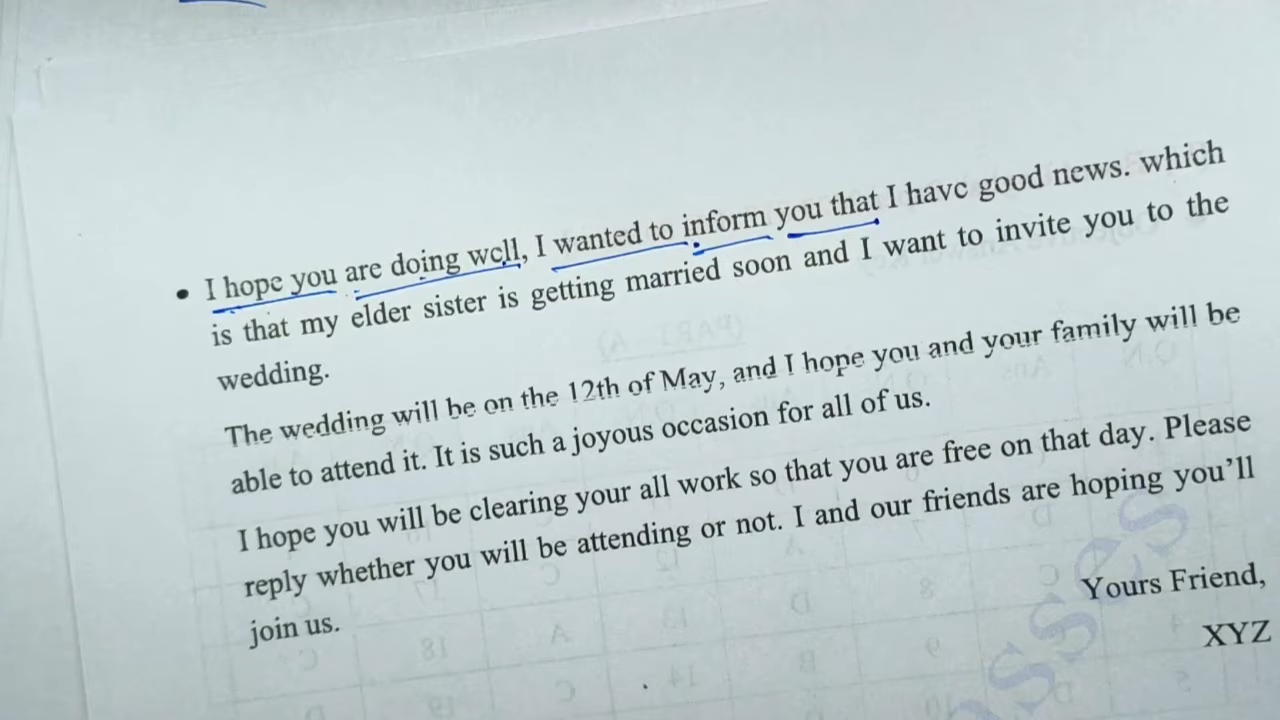 • I hope you are doing well, I wanted to inform you that I have good news. which
is that my elder sister is getting married soon and I want to invite you to the
wedding.
The wedding will be on the 12th of May, and I hope you and your family will be
able to attend it. It is such a joyous occasion for all of us.
I hope you will be clearing your all work so that you are free on that day. Please
reply whether you will be attending or not. I and our friends are hoping you’ll
join us.
Yours Friend,
XYZ